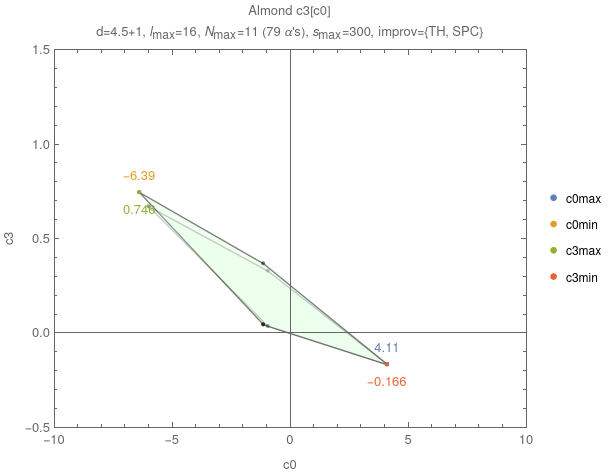 Almond c3[c0]
d=4.5+1, lmax=16, Nmax=11 (79 α's), smax=300, improv={TH, SPC}
1.5
1.0
−6.39
c0max
0.746
c0min
0.5
c3
c3max
c3min
0.0
4.11
−0.166
−0.5
−10
−5
0
5
10
c0